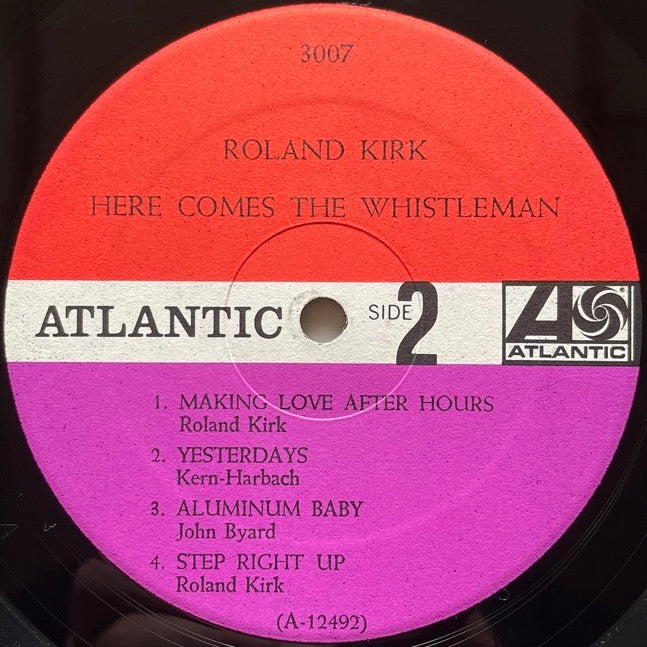 3007
ROLAND KIRK
HERE COMES THE WHISTLEMAN
ATLANTIC
SIDE 2
ATLANTIC
1. MAKING LOVE AFTER HOURS
Roland Kirk
2. YESTERDAYS
Kern-Harbach
3. ALUMINUM BABY
John Byard
4. STEP RIGHT UP
Roland Kirk
(A-12492)